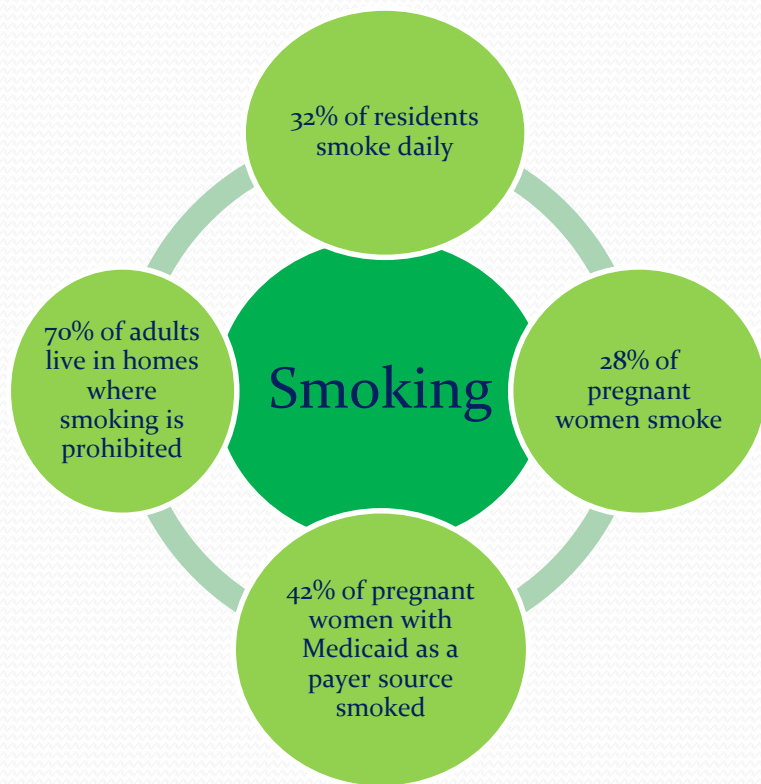 32% of residents
smoke daily
70% of adults
live in homes
where
smoking is
prohibited
Smoking
28% of
pregnant
women smoke
42% of pregnant
women with
Medicaid as a
payer source
smoked